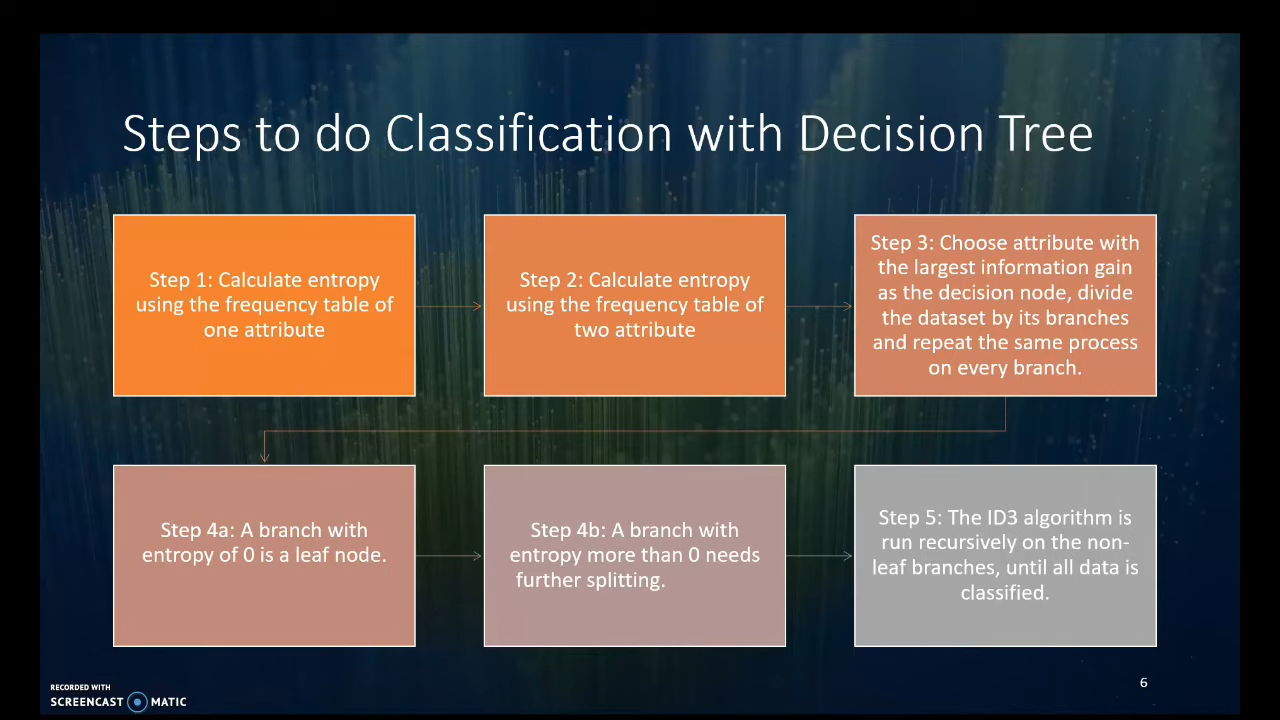 Steps to do Classification with Decision Tree
Step 1: Calculate entropy
using the frequency table of
one attribute
Step 2: Calculate entropy
using the frequency table of
two attribute
Step 3: Choose attribute with
the largest information gain
as the decision node, divide
the dataset by its branches
and repeat the same process
on every branch.
Step 4a: A branch with
entropy of 0 is a leaf node.
Step 4b: A branch with
entropy more than 0 needs
further splitting.
Step 5: The ID3 algorithm is
run recursively on the non-
leaf branches, until all data is
classified.
6
RECORDED WITH
SCREENCAST MATIC